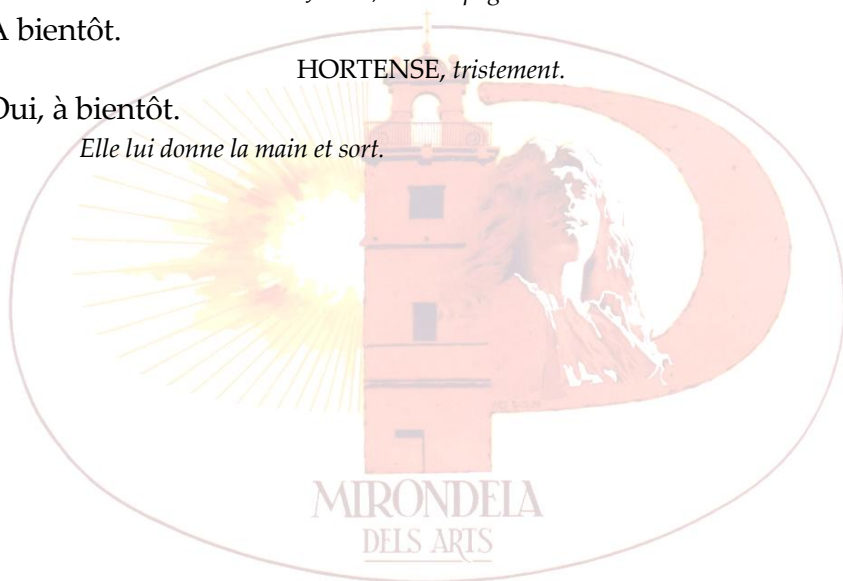 À bientôt.
HORTENSE, tristement.
Oui, à bientôt.
Elle lui donne la main et sort.
MIRONDELA
DELS ARTS